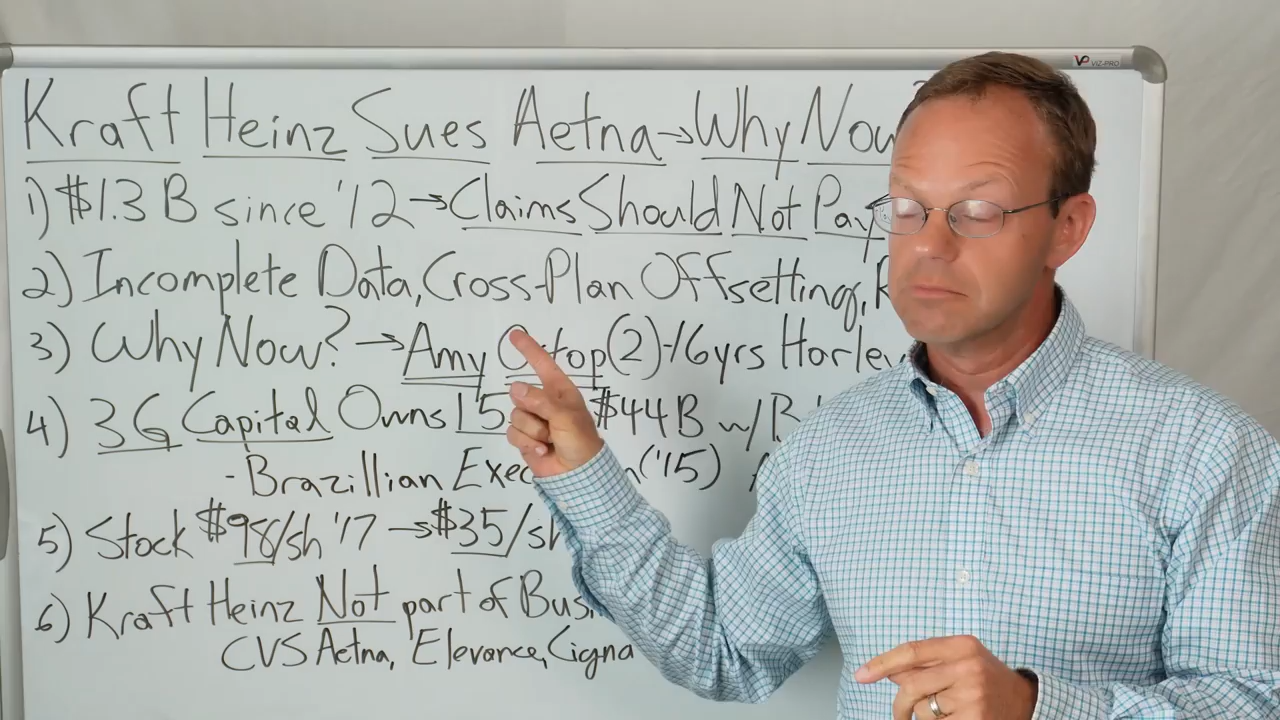 VP VIZ-PRO
Kraft Heinz Sues Aetna→Why Now
1) $1.3 B since '12→Claims Should Not Pay
2) Incomplete Data, Cross-Plan Offsetting,
3) Why Now? → Amy (2)-16yrs
4) 3G Capital Owns $44B w/
- Brazillian ('15)
5) Stock $98/sh '17 →$35/sh
6) Kraft Heinz Not part of
CVS Aetna, Elevance, Cigna